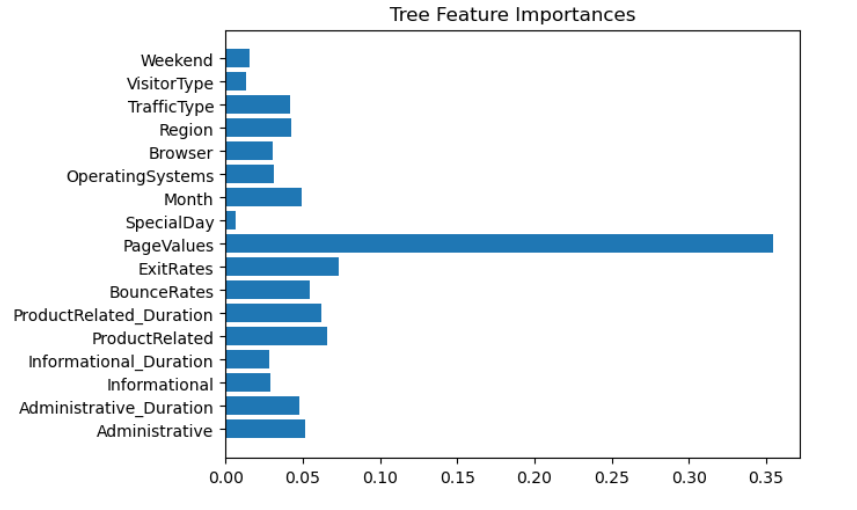 Tree Feature Importances
Weekend
VisitorType
TrafficType
Region
Browser
OperatingSystems
Month
SpecialDay
PageValues
ExitRates
BounceRates
ProductRelated_Duration
ProductRelated
Informational_Duration
Informational
Administrative_Duration
Administrative
0.00 0.05 0.10 0.15 0.20 0.25 0.30 0.35